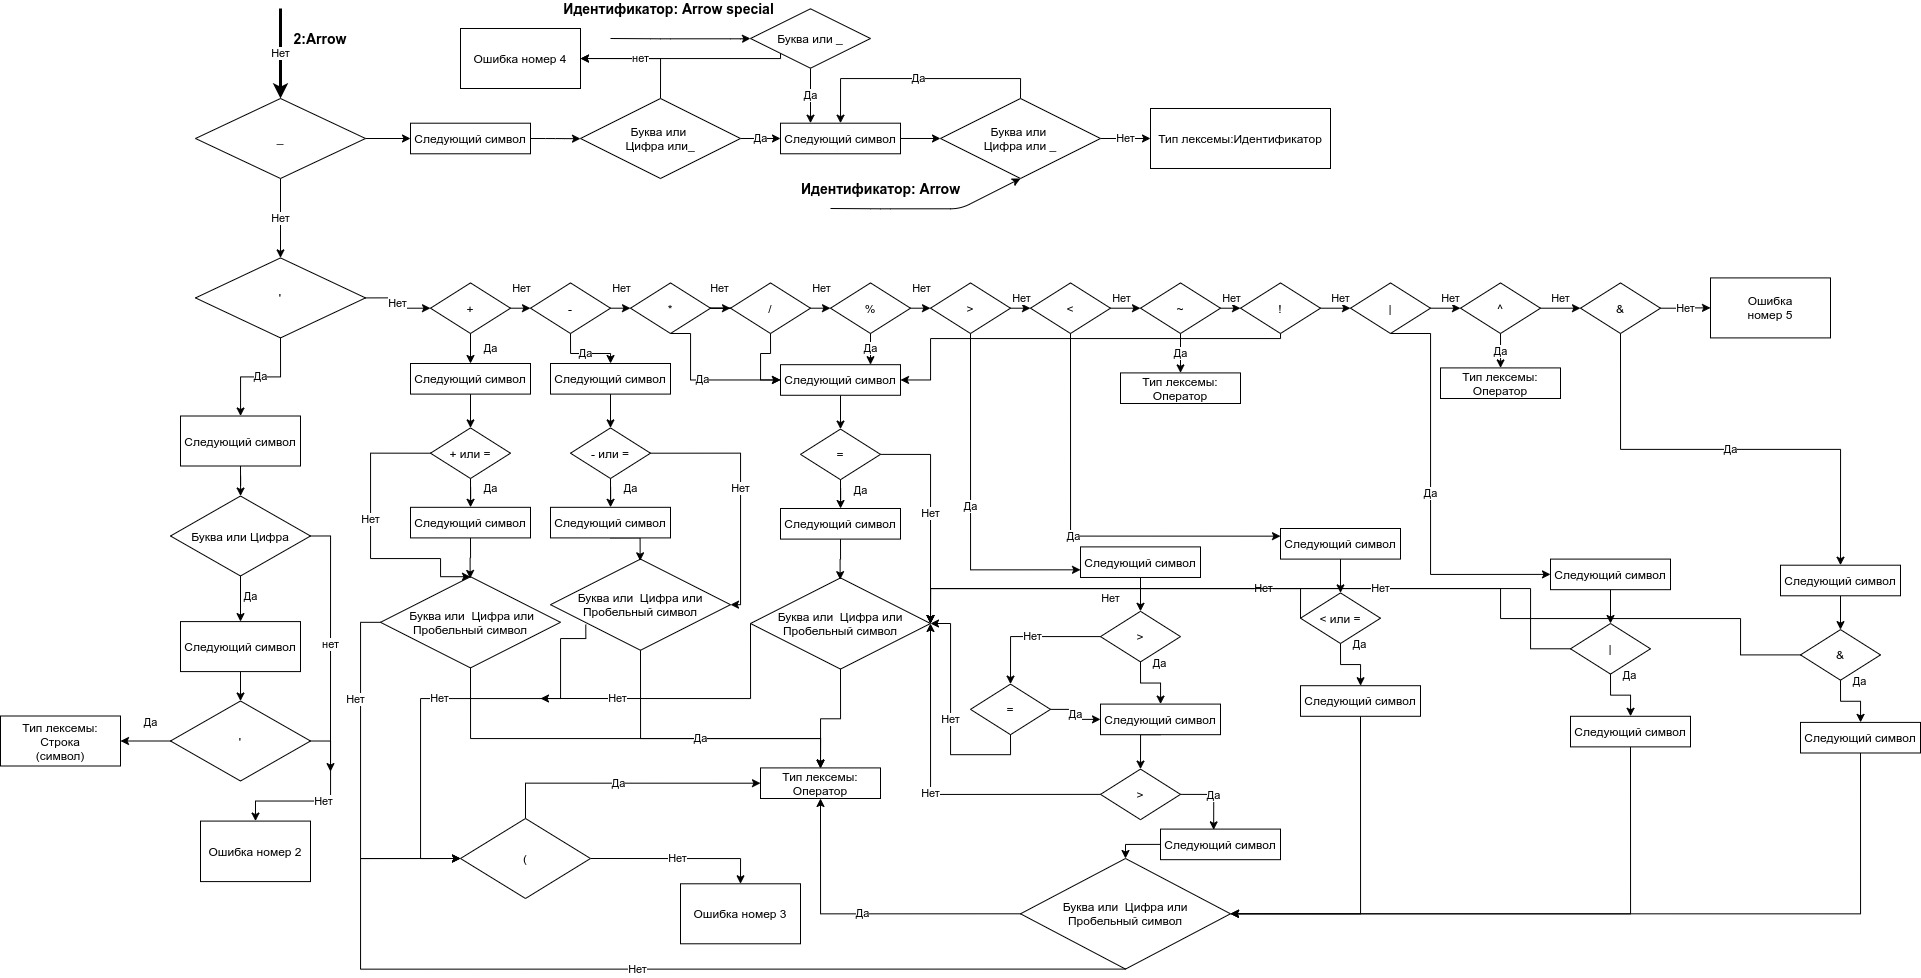 Идентификатор: Arrow special
2:Arrow
Нет
Буква или _
Ошибка номер 4
нет
Да
Да
_
Следующий символ
Буква или
Цифра или_
Да
Следующий символ
Буква или
Цифра или _
Нет
Тип лексемы:Идентификатор
Идентификатор: Arrow
Нет
'
Нет
+
Нет
-
Нет
*
Нет
/
Нет
%
Нет
>
Нет
<
Нет
~
Нет
!
Нет
|
Нет
^
Нет
&
Нет
Ошибка
номер 5
Да
Да
Да
Да
Да
Да
Да
Следующий символ
Следующий символ
Следующий символ
Тип лексемы:
Оператор
Тип лексемы:
Оператор
Следующий символ
+ или =
- или =
=
Да
Да
Да
Да
Нет
Нет
Нет
Да
Да
Да
Следующий символ
Следующий символ
Следующий символ
Буква или Цифра
Да
Следующий символ
Следующий символ
Следующий символ
Следующий символ
Нет
Нет
Нет
Да
Буква или Цифра или
Пробельный символ
Буква или Цифра или
Пробельный символ
Буква или Цифра или
Пробельный символ
< или =
Следующий символ
нет
Нет
>
Да
|
&
Да
Да
Да
Нет
Нет
Нет
Следующий символ
=
Да
Следующий символ
Нет
Следующий символ
Следующий символ
Тип лексемы:
Строка
(символ)
Да
'
Да
Тип лексемы:
Оператор
Да
Нет
>
Да
Нет
Ошибка номер 2
(
Нет
Следующий символ
Ошибка номер 3
Да
Буква или Цифра или
Пробельный символ
Нет